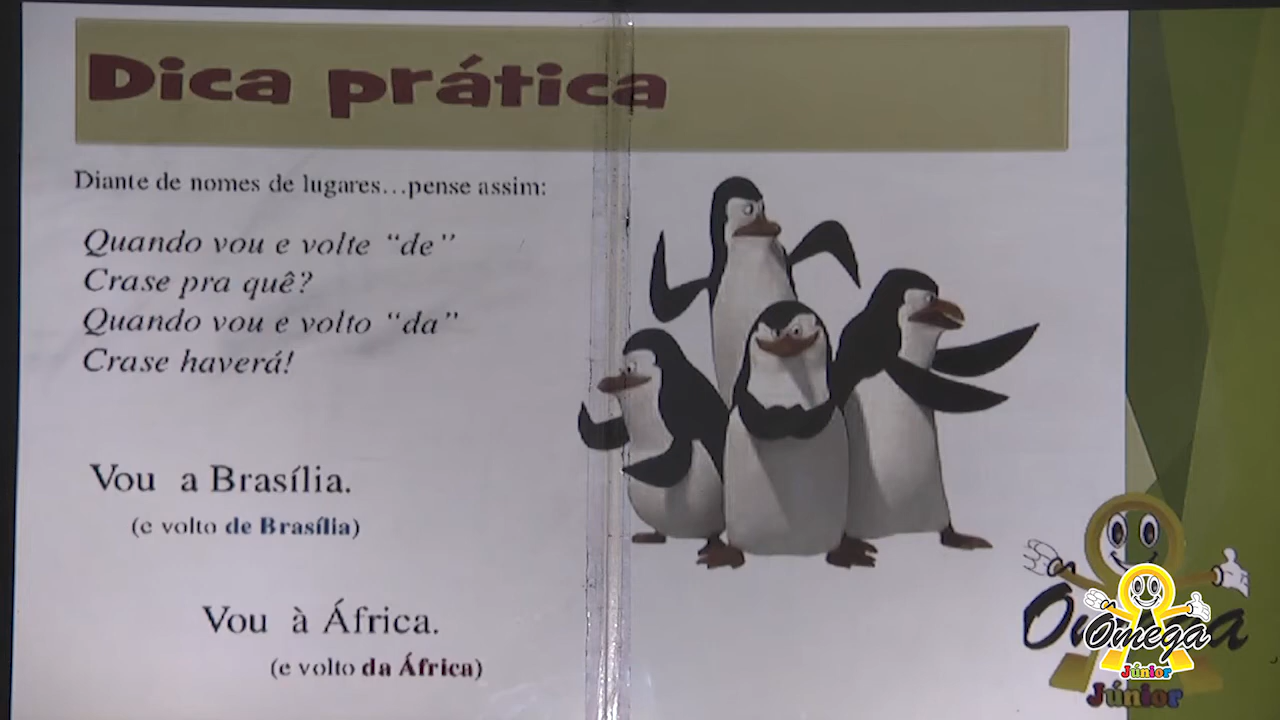 Dica prática
Diante de nomes de lugares...pense assim:
Quando vou e volte “de”
Crase pra quê?
Quando vou e volto “da”
Crase haverá!
Vou a Brasília.
(e volto de Brasília)
Vou à África.
(e volto da África)
Omega
Júnior
Omega
Júnior